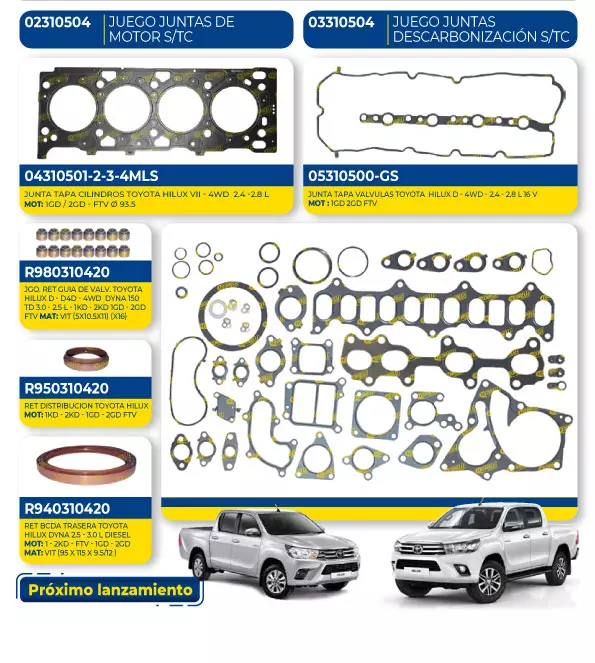 02310504
JUEGO JUNTAS DE
MOTOR S/TC
03310504
JUEGO JUNTAS
DESCARBONIZACIÓN S/TC
04310501-2-3-4MLS
JUNTA TAPA CILINDROS TOYOTA HILUX VII - 4WD 2.4 -2.8 L
MOT: 1GD / 2GD - FTV Ø 93.5
05310500-GS
JUNTA TAPA VALVULAS TOYOTA HILUX D - 4WD - 2.4 - 2.8 L 16 V
MOT : 1GD 2GD FTV
R980310420
JGO. RET GUIA DE VALV. TOYOTA
HILUX D - D4D - 4WD DYNA 150
TD 3.0 - 2.5 L - 1KD - 2KD 1GD - 2GD
FTV MAT: VIT (5X10.5X11) (X16)
R950310420
RET DISTRIBUCION TOYOTA HILUX
MOT: 1KD - 2KD - 1GD - 2GD FTV
R940310420
RET BCDA TRASERA TOYOTA
HILUX DYNA 2.5 - 3.0 L DIESEL
MOT: 1 - 2KD - FTV - 1GD - 2GD
MAT: VIT (95 X 115 X 9.5/12 )
Próximo lanzamiento